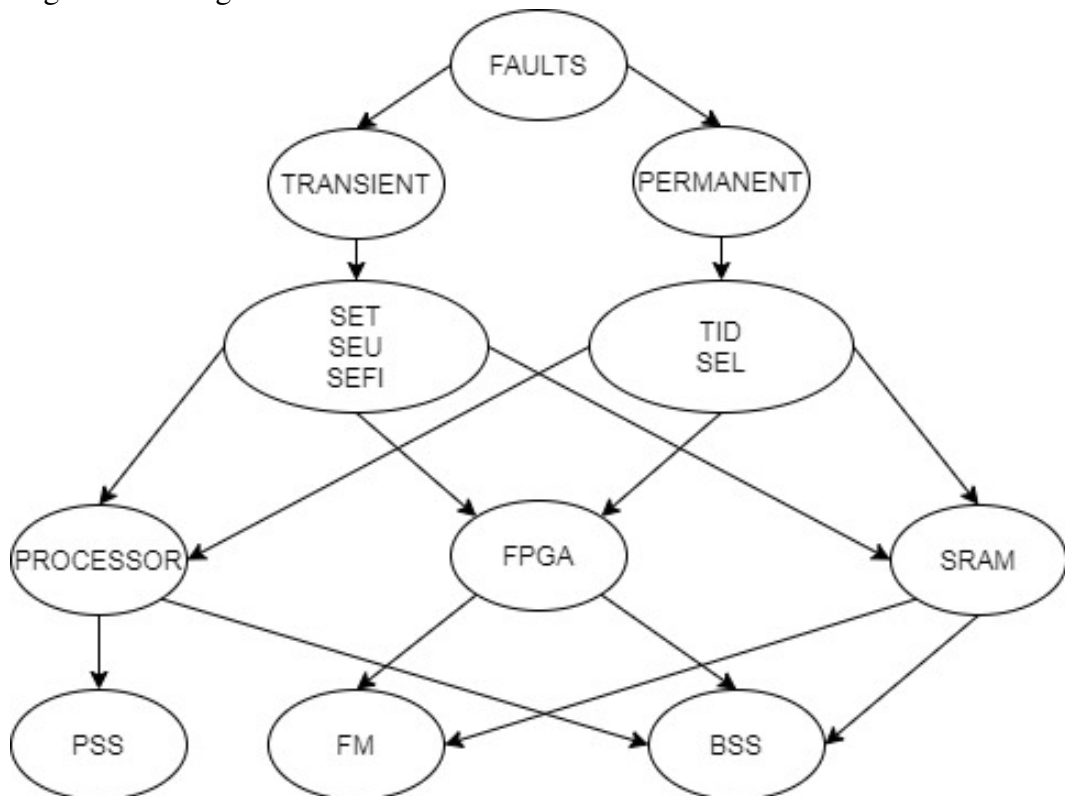 FAULTS
TRANSIENT
PERMANENT
SET
SEU
SEFI
TID
SEL
PROCESSOR
FPGA
SRAM
PSS
FM
BSS